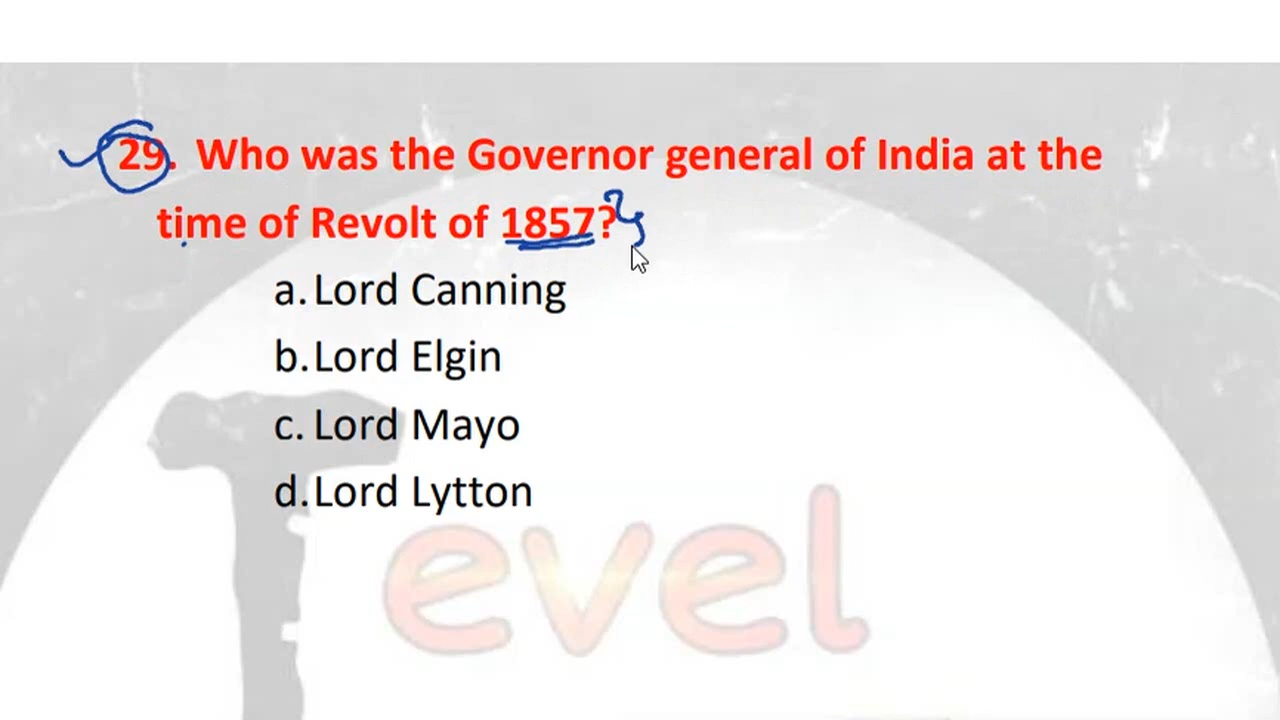 29. Who was the Governor general of India at the
time of Revolt of 1857?
a. Lord Canning
b. Lord Elgin
c. Lord Mayo
d. Lord Lytton
evel